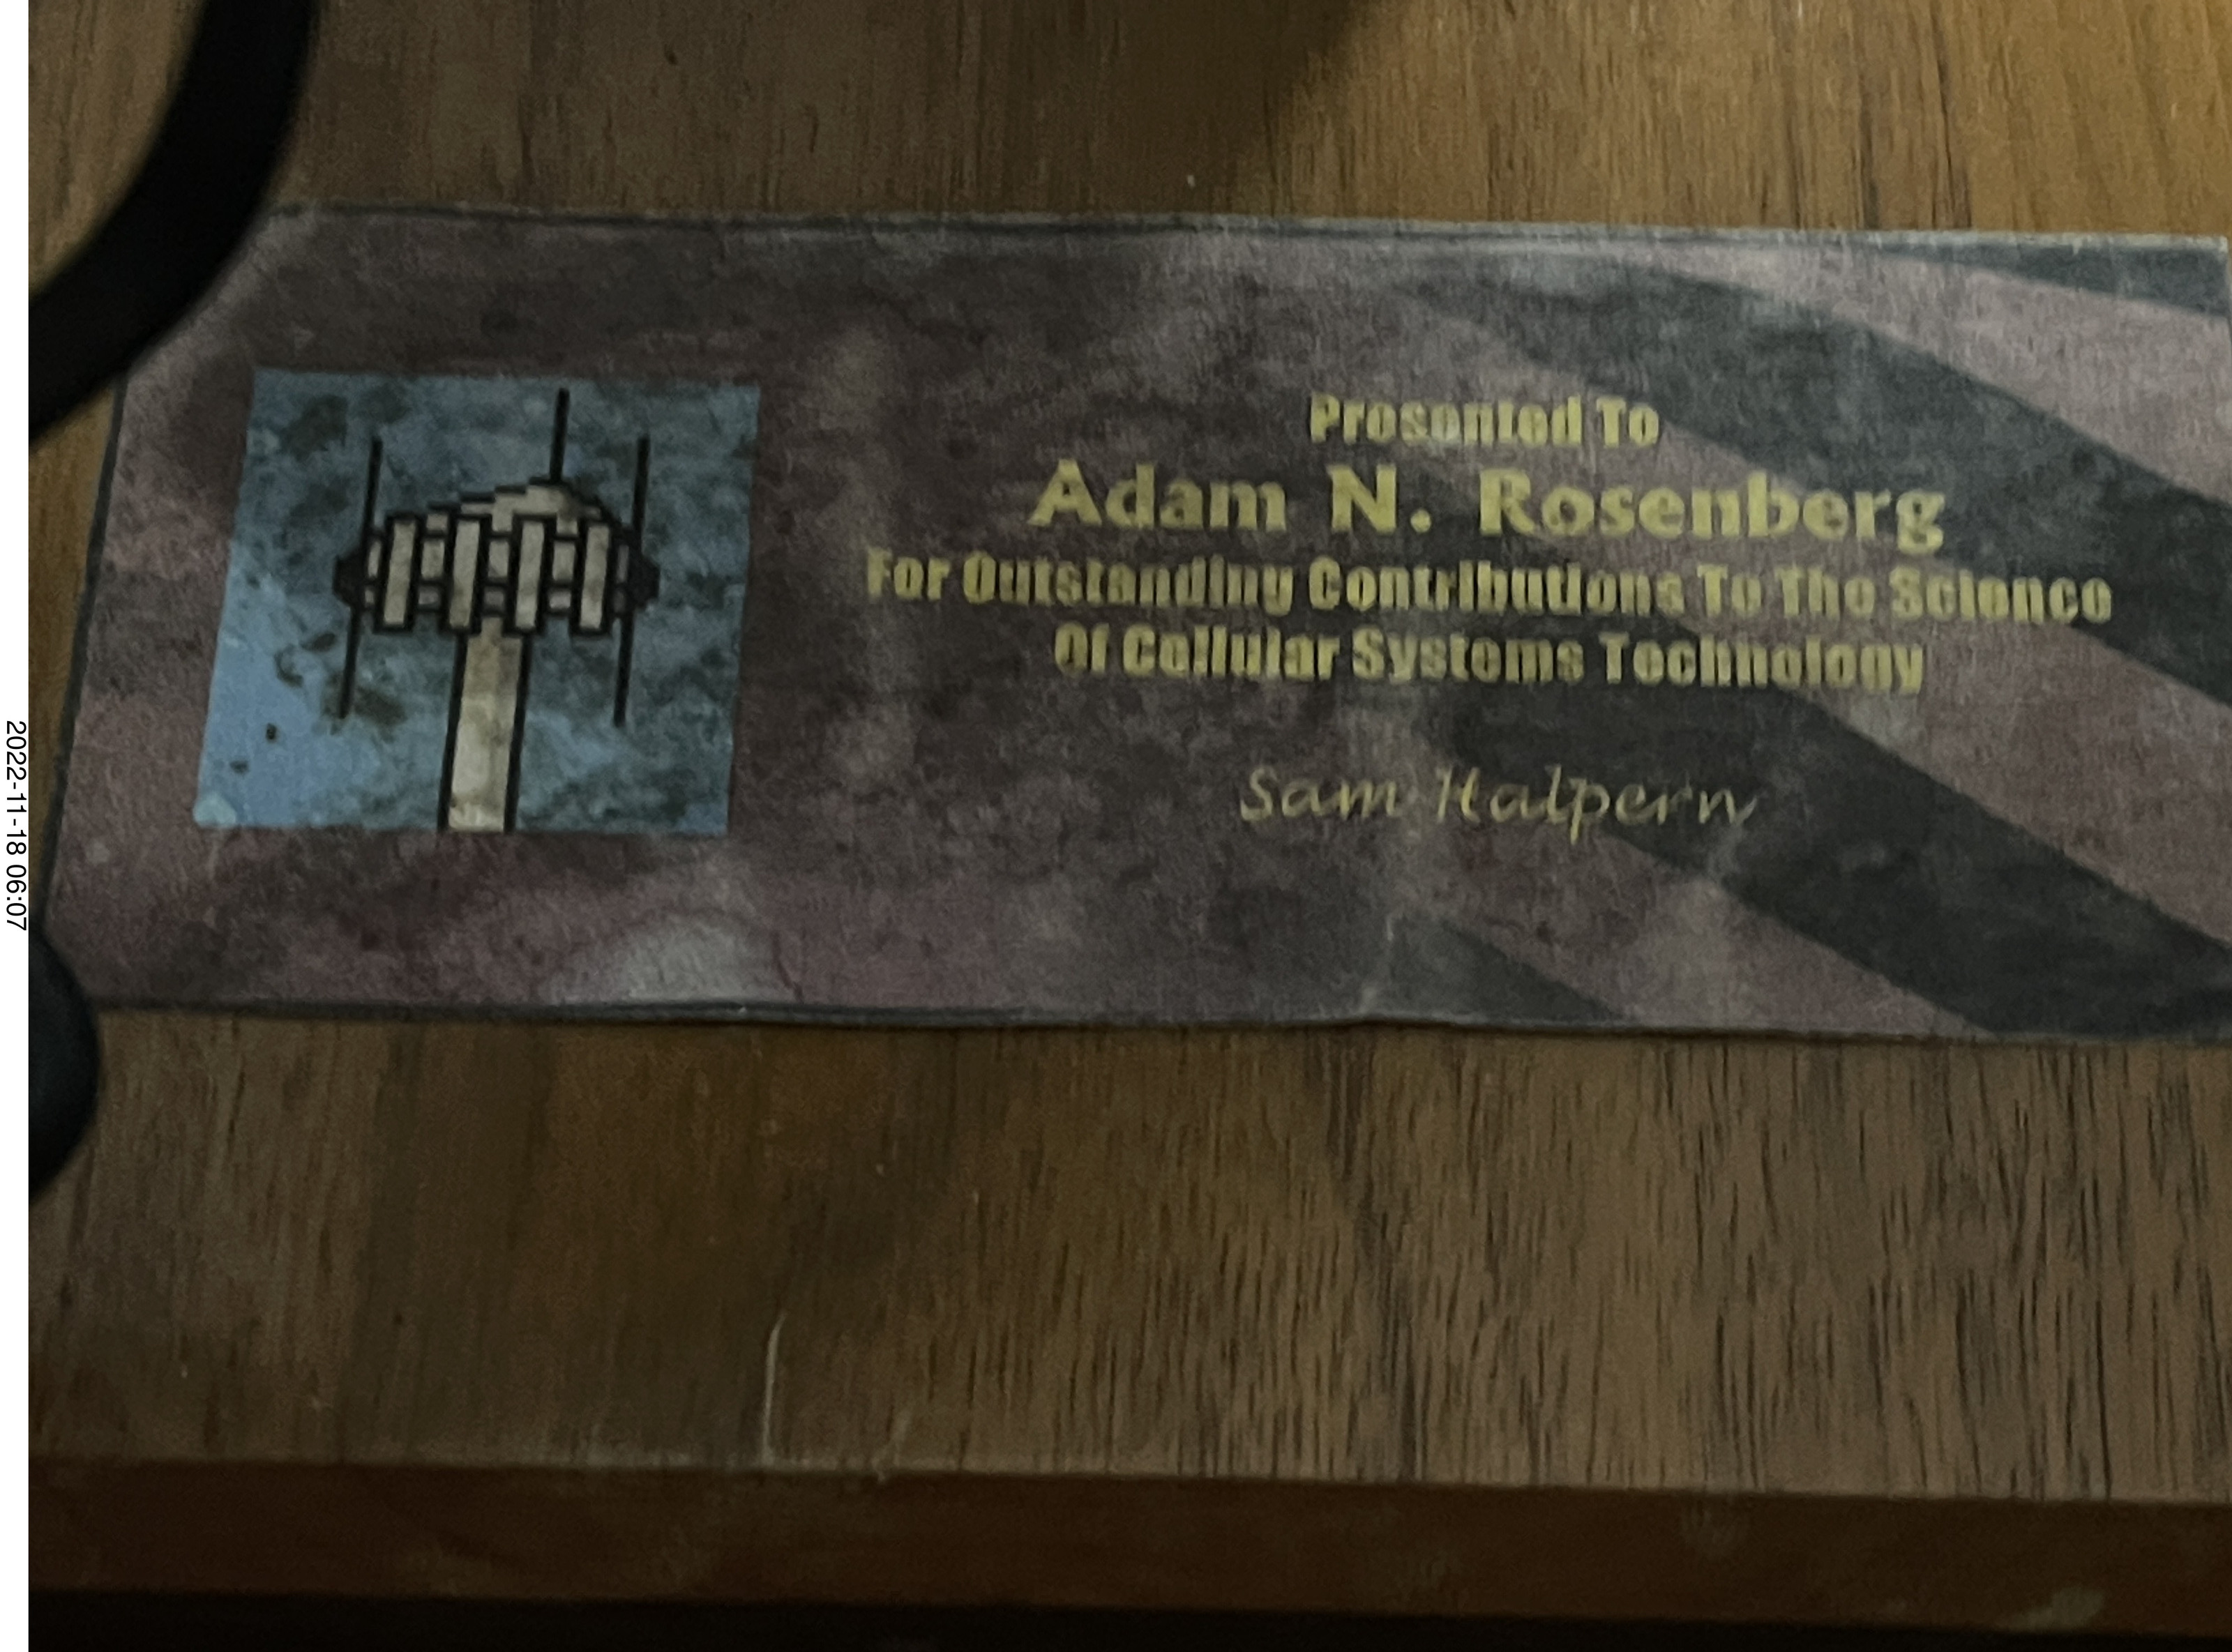 Presented To
Adam N. Rosenberg
For Outstanding Contributions To The Science
Of Cellular Systems Technology
Sam Halpern
2022-11-18 06:07